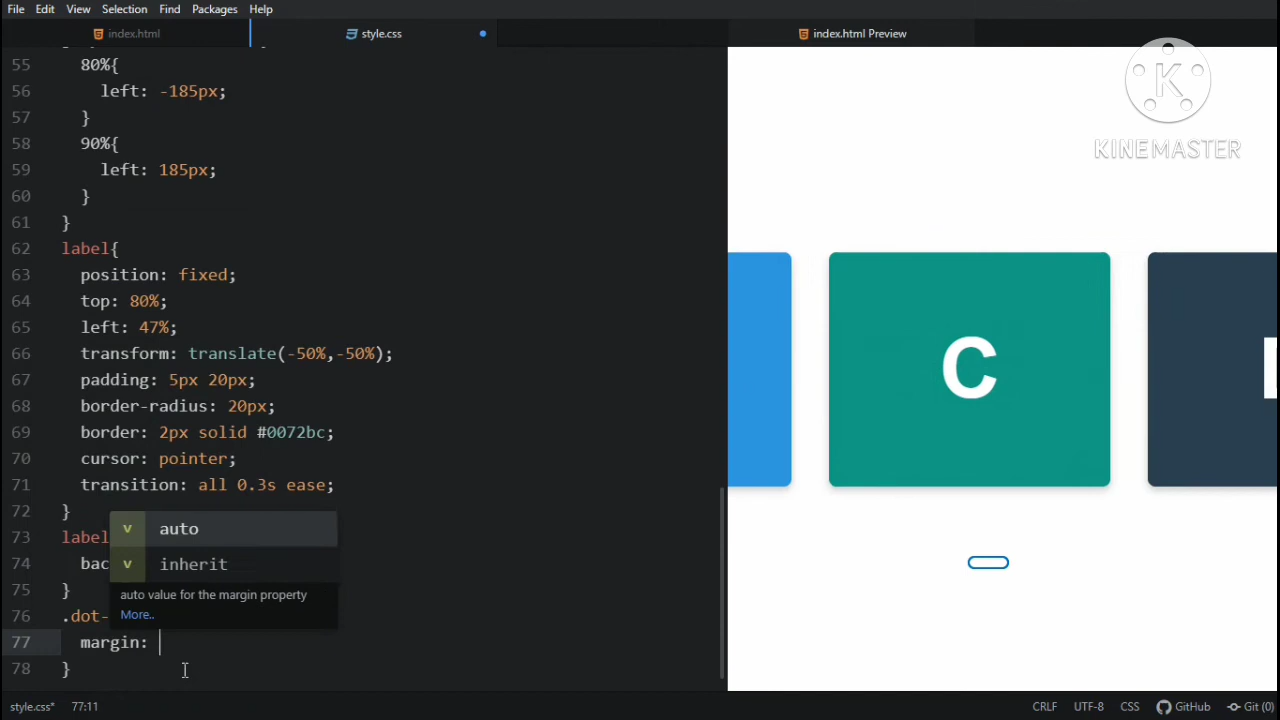 File Edit View Selection Find Packages Help
index.html
style.css
index.html Preview
55 80%{
56 left: -185px;
57 }
58 90%{
59 left: 185px;
60 }
61 }
62 label{
63 position: fixed;
64 top: 80%;
65 left: 47%;
66 transform: translate(-50%,-50%);
67 padding: 5px 20px;
68 border-radius: 20px;
69 border: 2px solid #0072bc;
70 cursor: pointer;
71 transition: all 0.3s ease;
72 }
73 label
74 bac
75 }
76 .dot-
77 margin:
78 }
v auto
v inherit
auto value for the margin property
More..
K
KINEMASTER
C
style.css* 77:11 CRLF UTF-8 CSS GitHub Git (0)